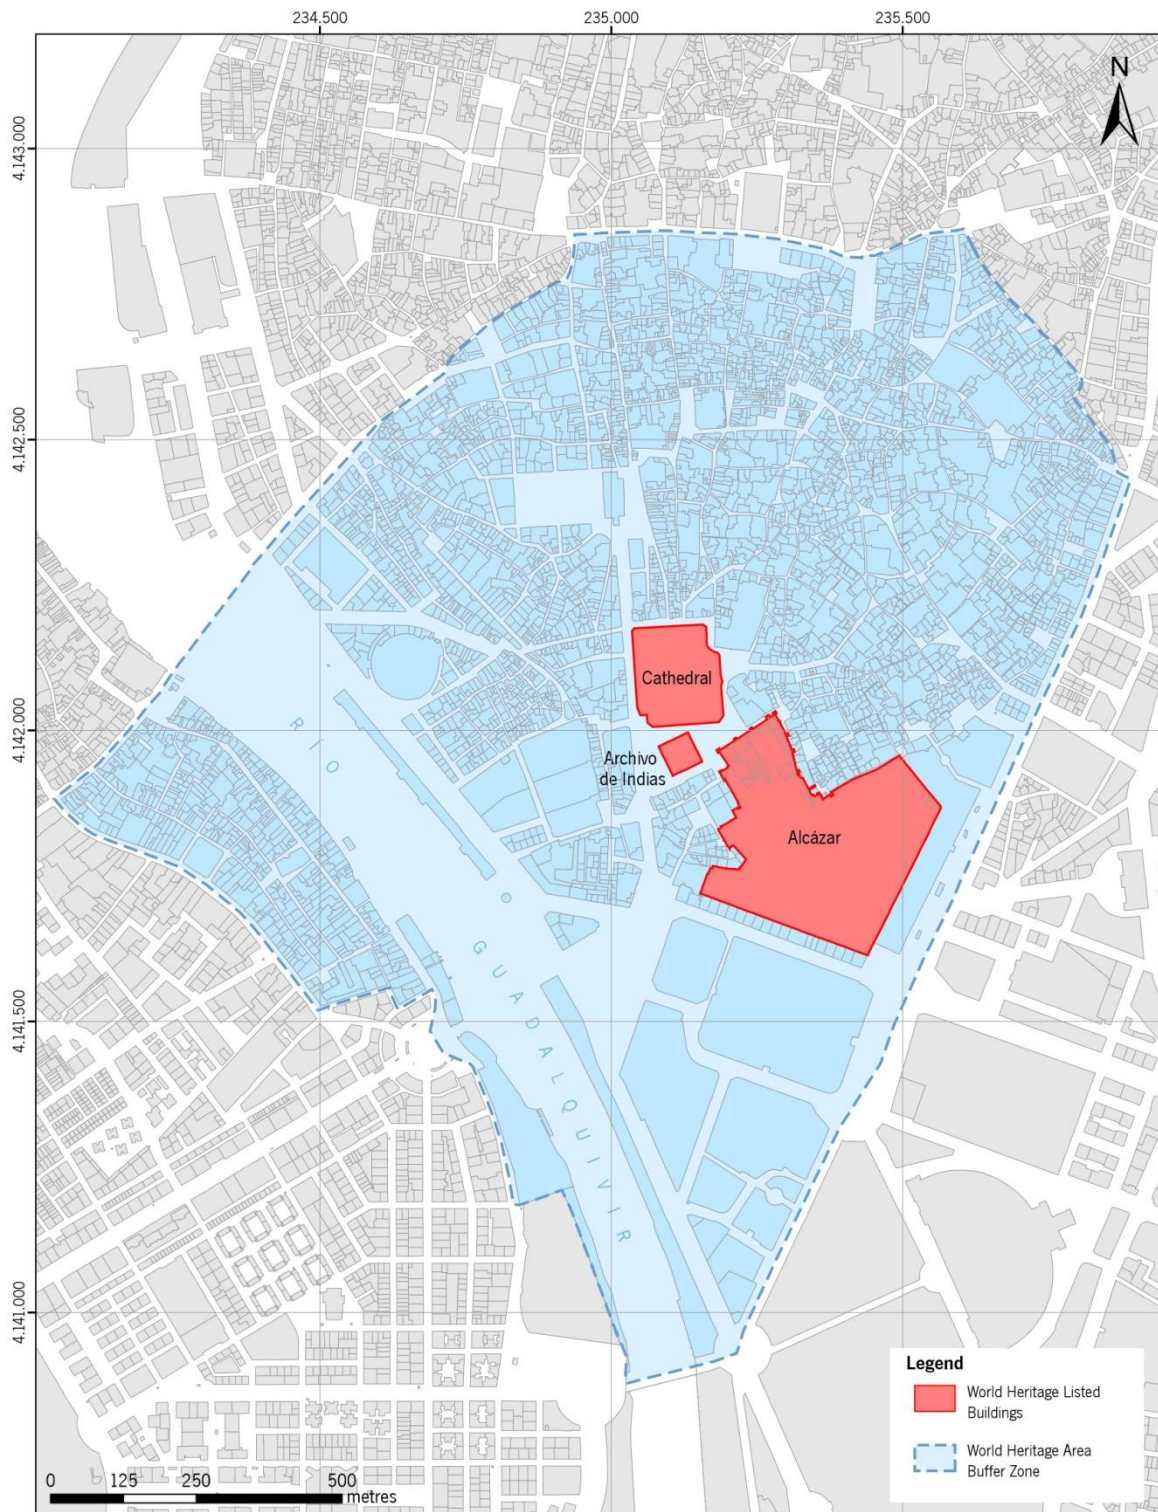 234.500 235.000 235.500
N
4.143.000
4.142.500
4.142.000
4.141.500
4.141.000
Cathedral
Archivo
de Indias
Alcázar
RÍO GUADALQUIVIR
Legend
World Heritage Listed
Buildings
World Heritage Area
Buffer Zone
0 125 250 500
metres